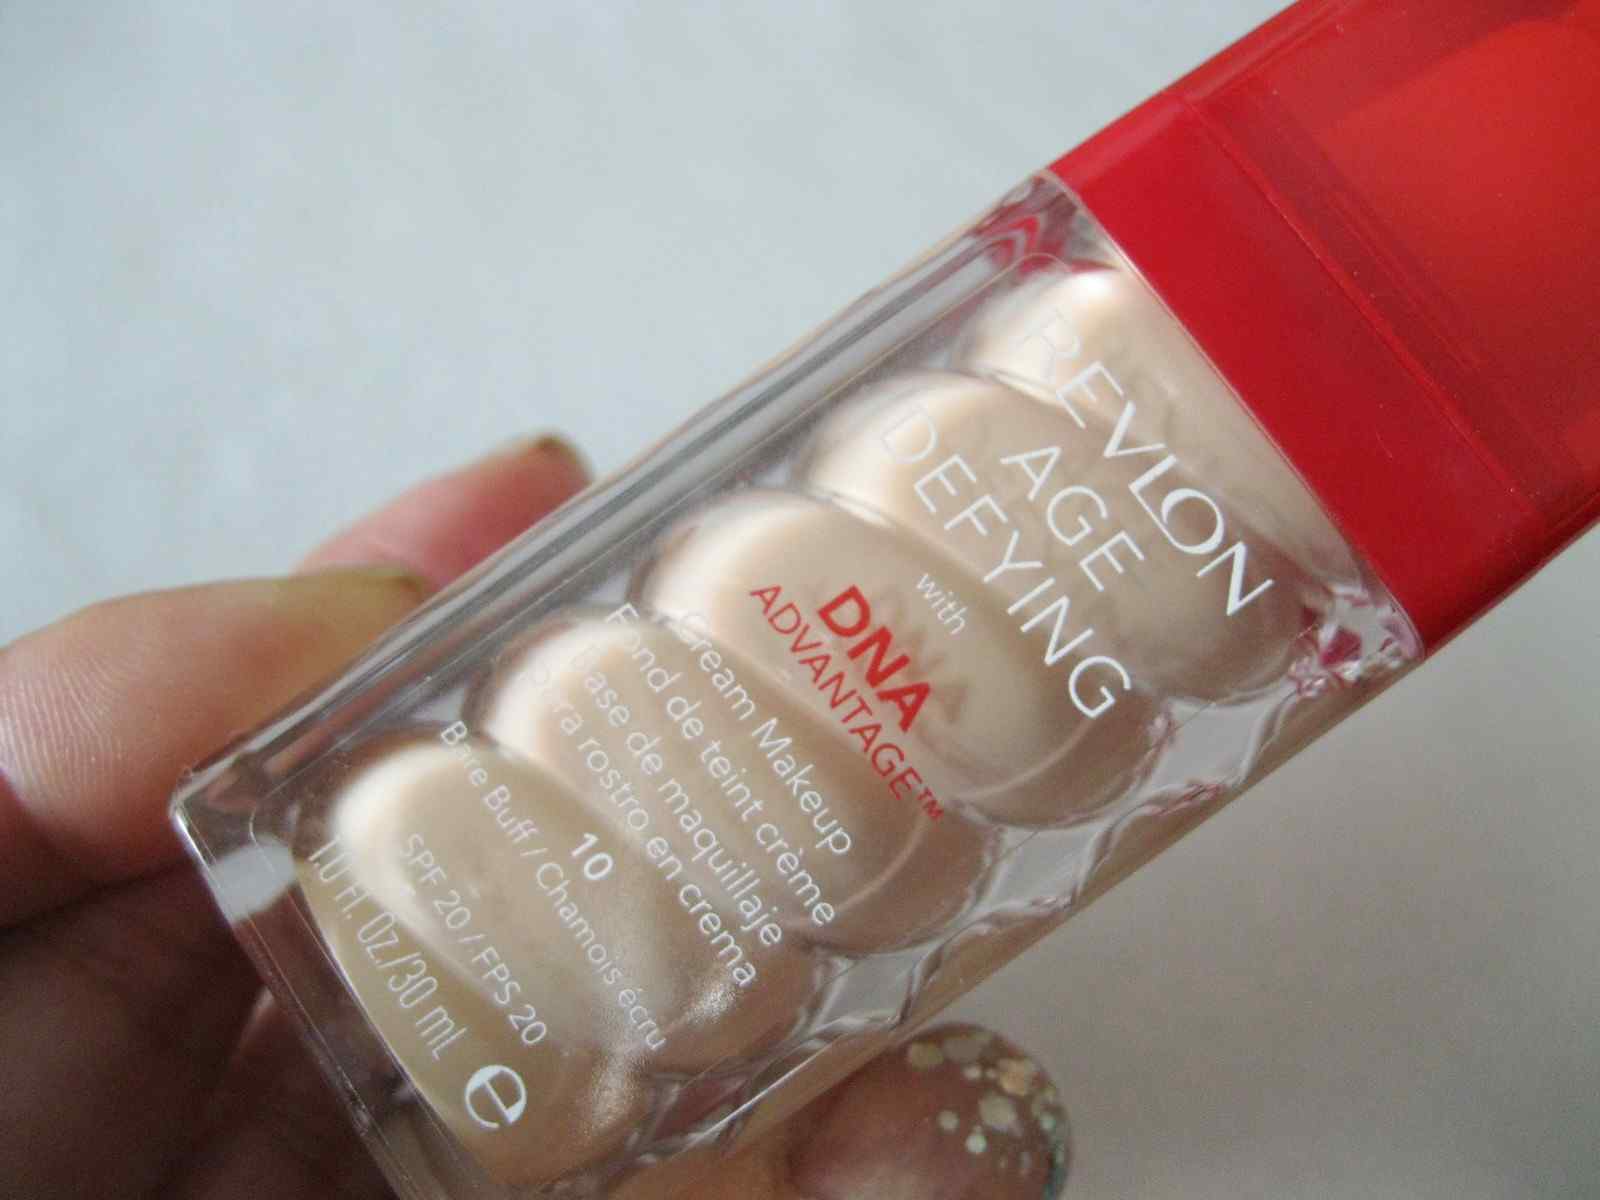 REVLON
AGE
DEFYING
with
DNA
ADVANTAGE™
Cream Makeup
Fond de teint crème
Base de maquillaje
para rostro en crema
10
Bare Buff / Chamois écru
SPF 20 / FPS 20
1.0 Fl. Oz./30 mL
e